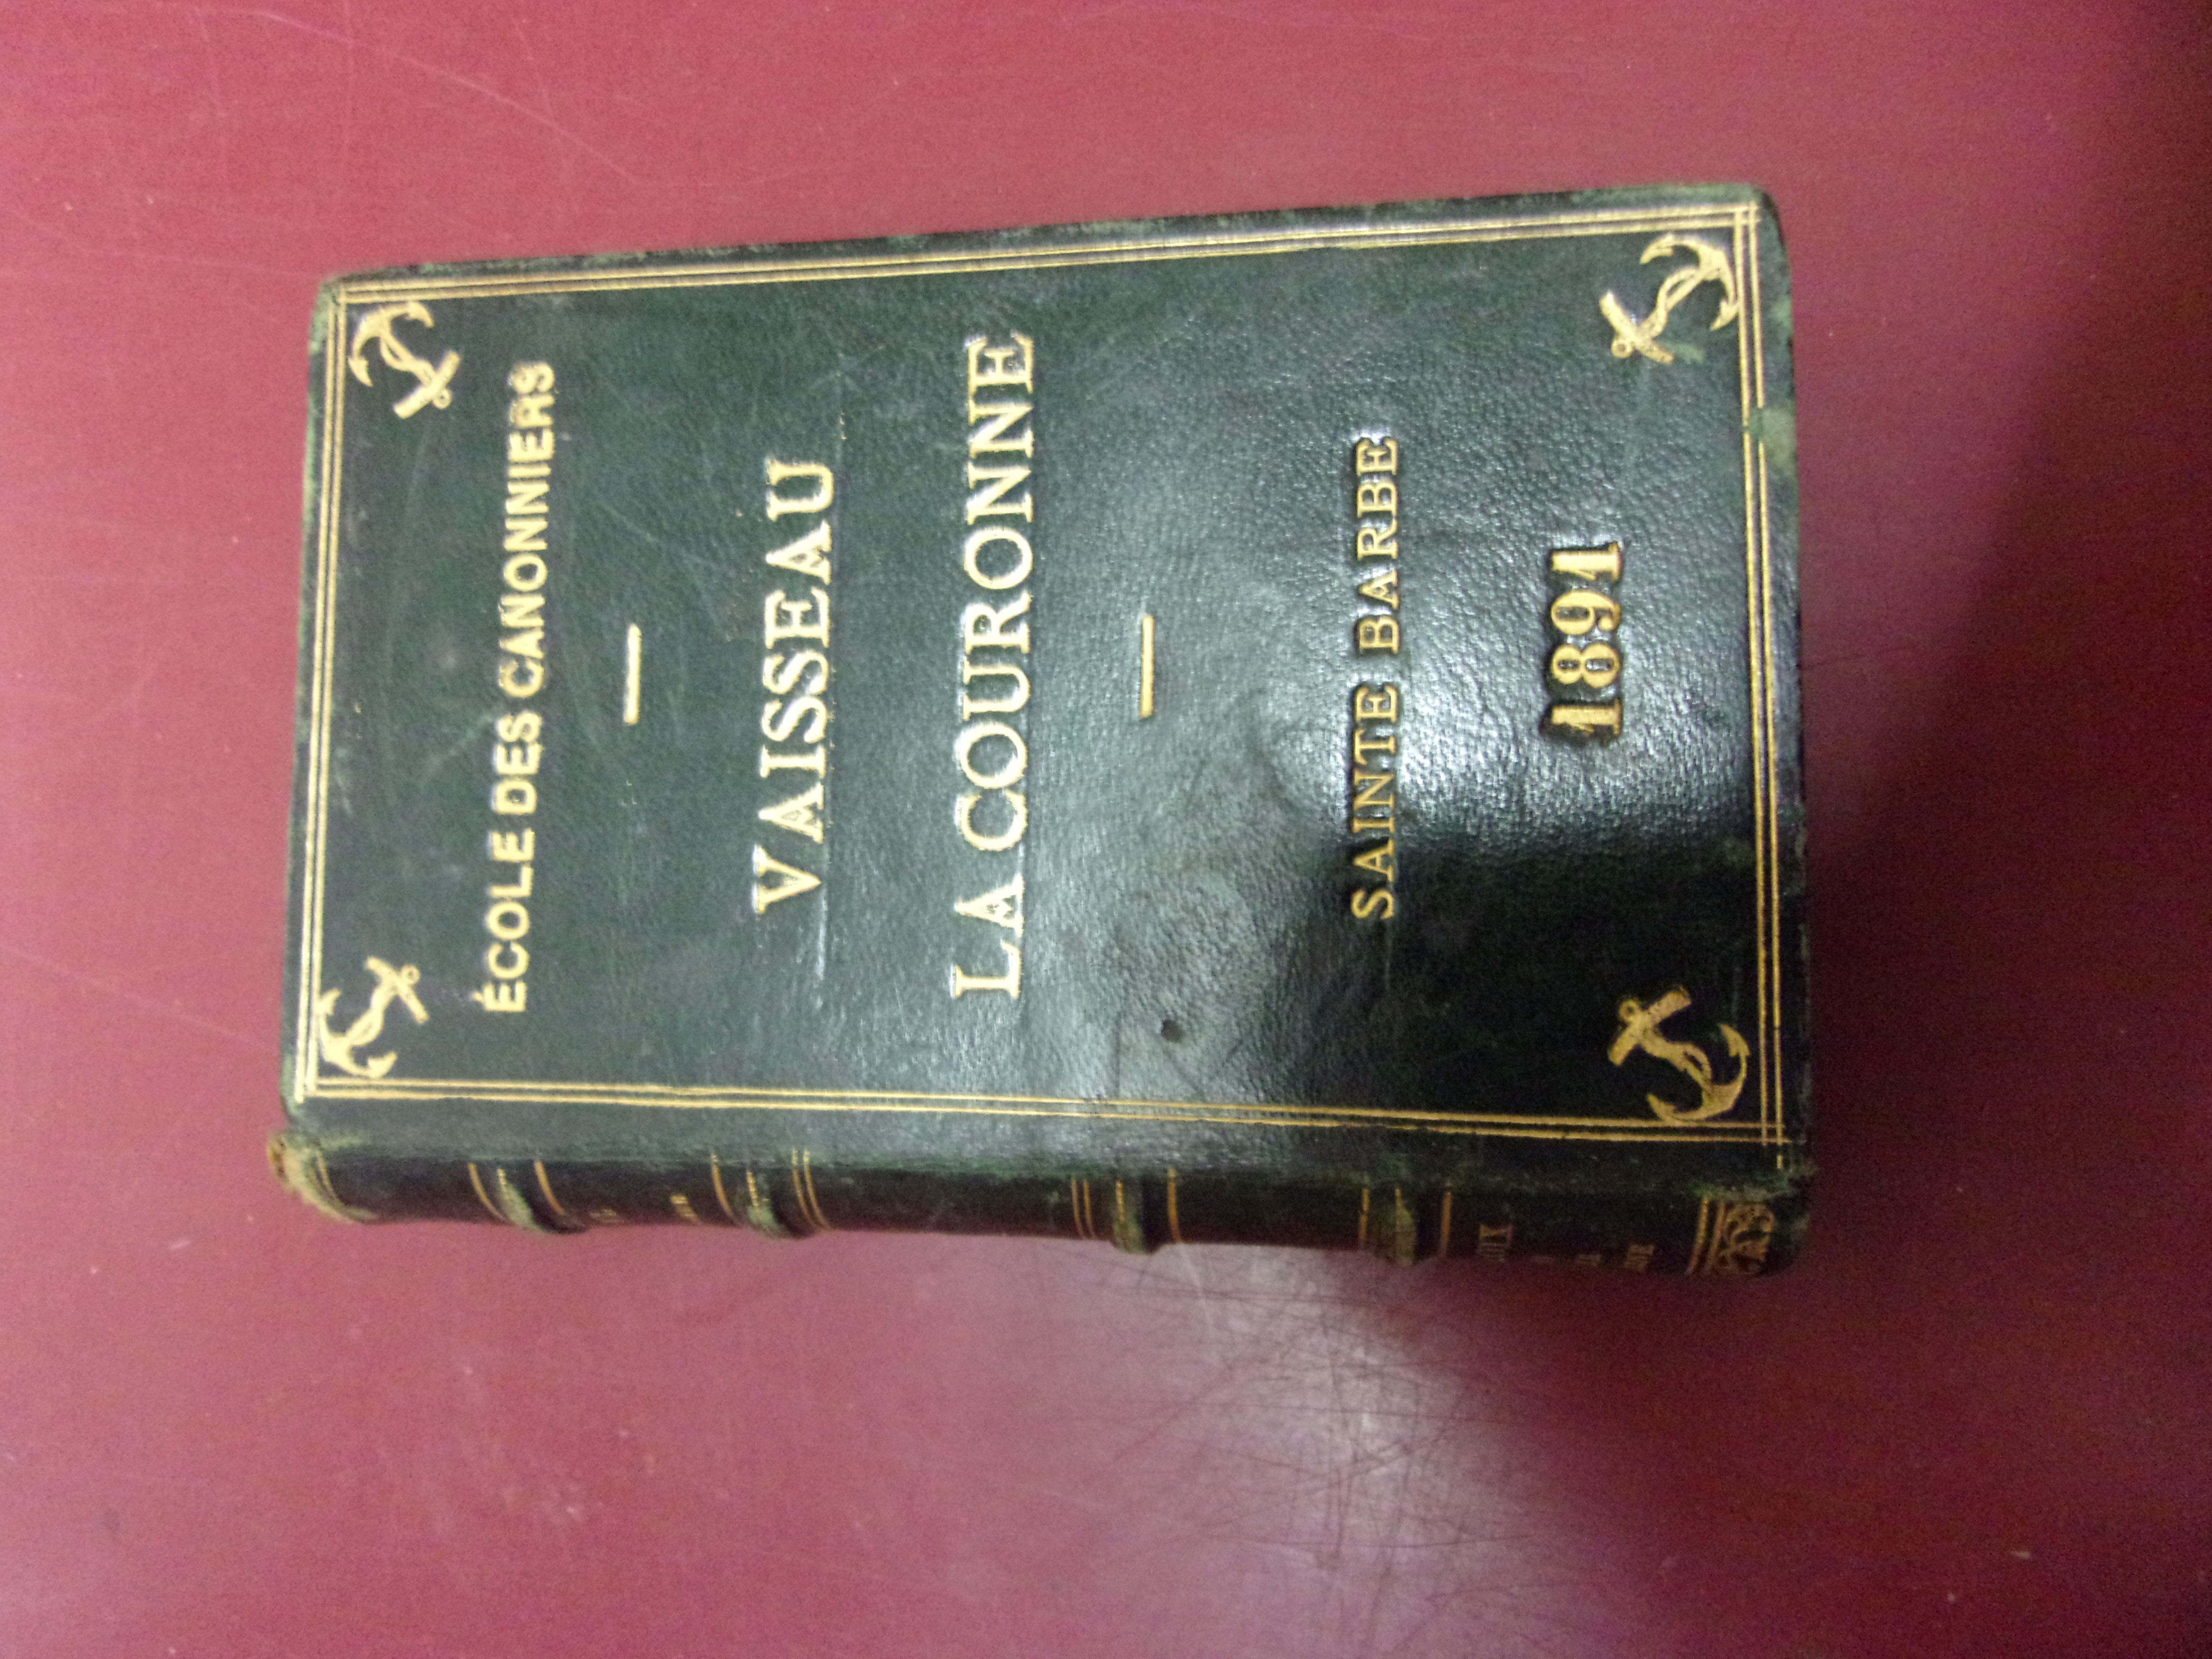 ÉCOLE DES CANONNIERS
VAISSEAU
LA COURONNE
SAINTE BARBE
1891